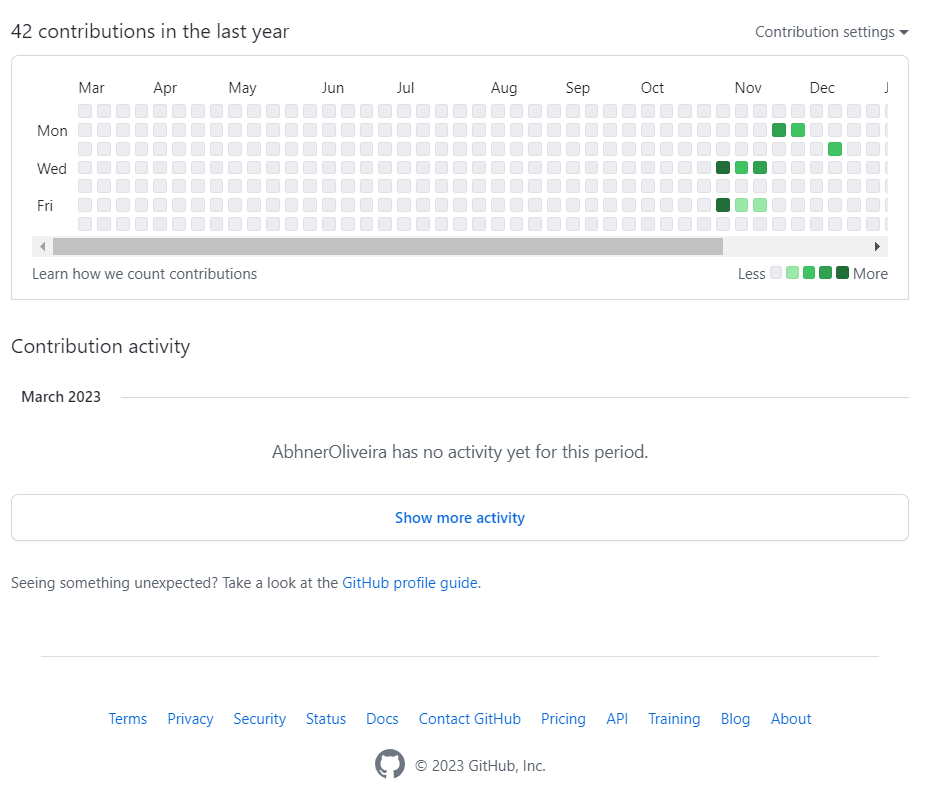 42 contributions in the last year
Contribution settings
Mar Apr May Jun Jul Aug Sep Oct Nov Dec
Mon
Wed
Fri
Learn how we count contributions
Less More
Contribution activity
March 2023
AbhnerOliveira has no activity yet for this period.
Show more activity
Seeing something unexpected? Take a look at the GitHub profile guide.
Terms Privacy Security Status Docs Contact GitHub Pricing API Training Blog About
© 2023 GitHub, Inc.